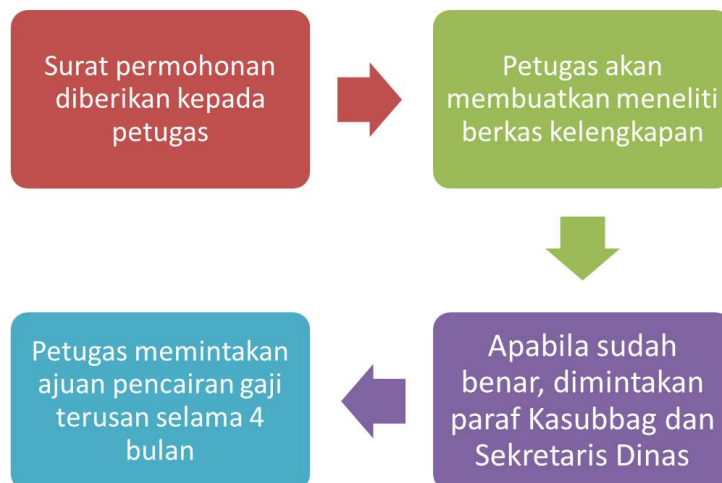 Surat permohonan
diberikan kepada
petugas
Petugas akan
membuatkan meneliti
berkas kelengkapan
Apabila sudah
benar, dimintakan
paraf Kasubbag dan
Sekretaris Dinas
Petugas memintakan
ajuan pencairan gaji
terusan selama 4
bulan